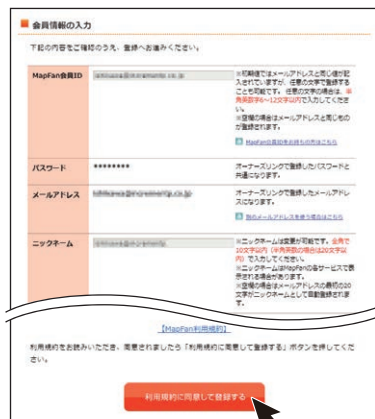 会員情報の入力
下記の内容をご確認のうえ、登録へお進みください。
MapFan会員ID
※初期値ではメールアドレスと同じ値が記
入されていますが、任意の文字で登録する
ことも可能です。任意の文字の場合は、半
角英数字6~12文字以内で入力してくださ
い。
※空欄の場合はメールアドレスと同じもの
が登録されます。
MapFan会員IDをお持ちの方はこちら
パスワード
********
オーナーズリンクで登録したパスワードと
共通になります。
メールアドレス
オーナーズリンクで登録したメールアドレ
スになります。
別のメールアドレスを使う場合はこちら
ニックネーム
※ニックネームは変更が可能です。全角で
10文字以内（半角英数の場合は20文字以
内）で入力してください。
※ニックネームはMapFanの各サービスで表
示される場合があります。
※空欄の場合はメールアドレスの最初の20
文字がニックネームとして自動登録されま
す。
【MapFan利用規約】
利用規約をお読みいただき、同意されましたら「利用規約に同意して登録する」ボタンを押してくだ
さい。
利用規約に同意して登録する